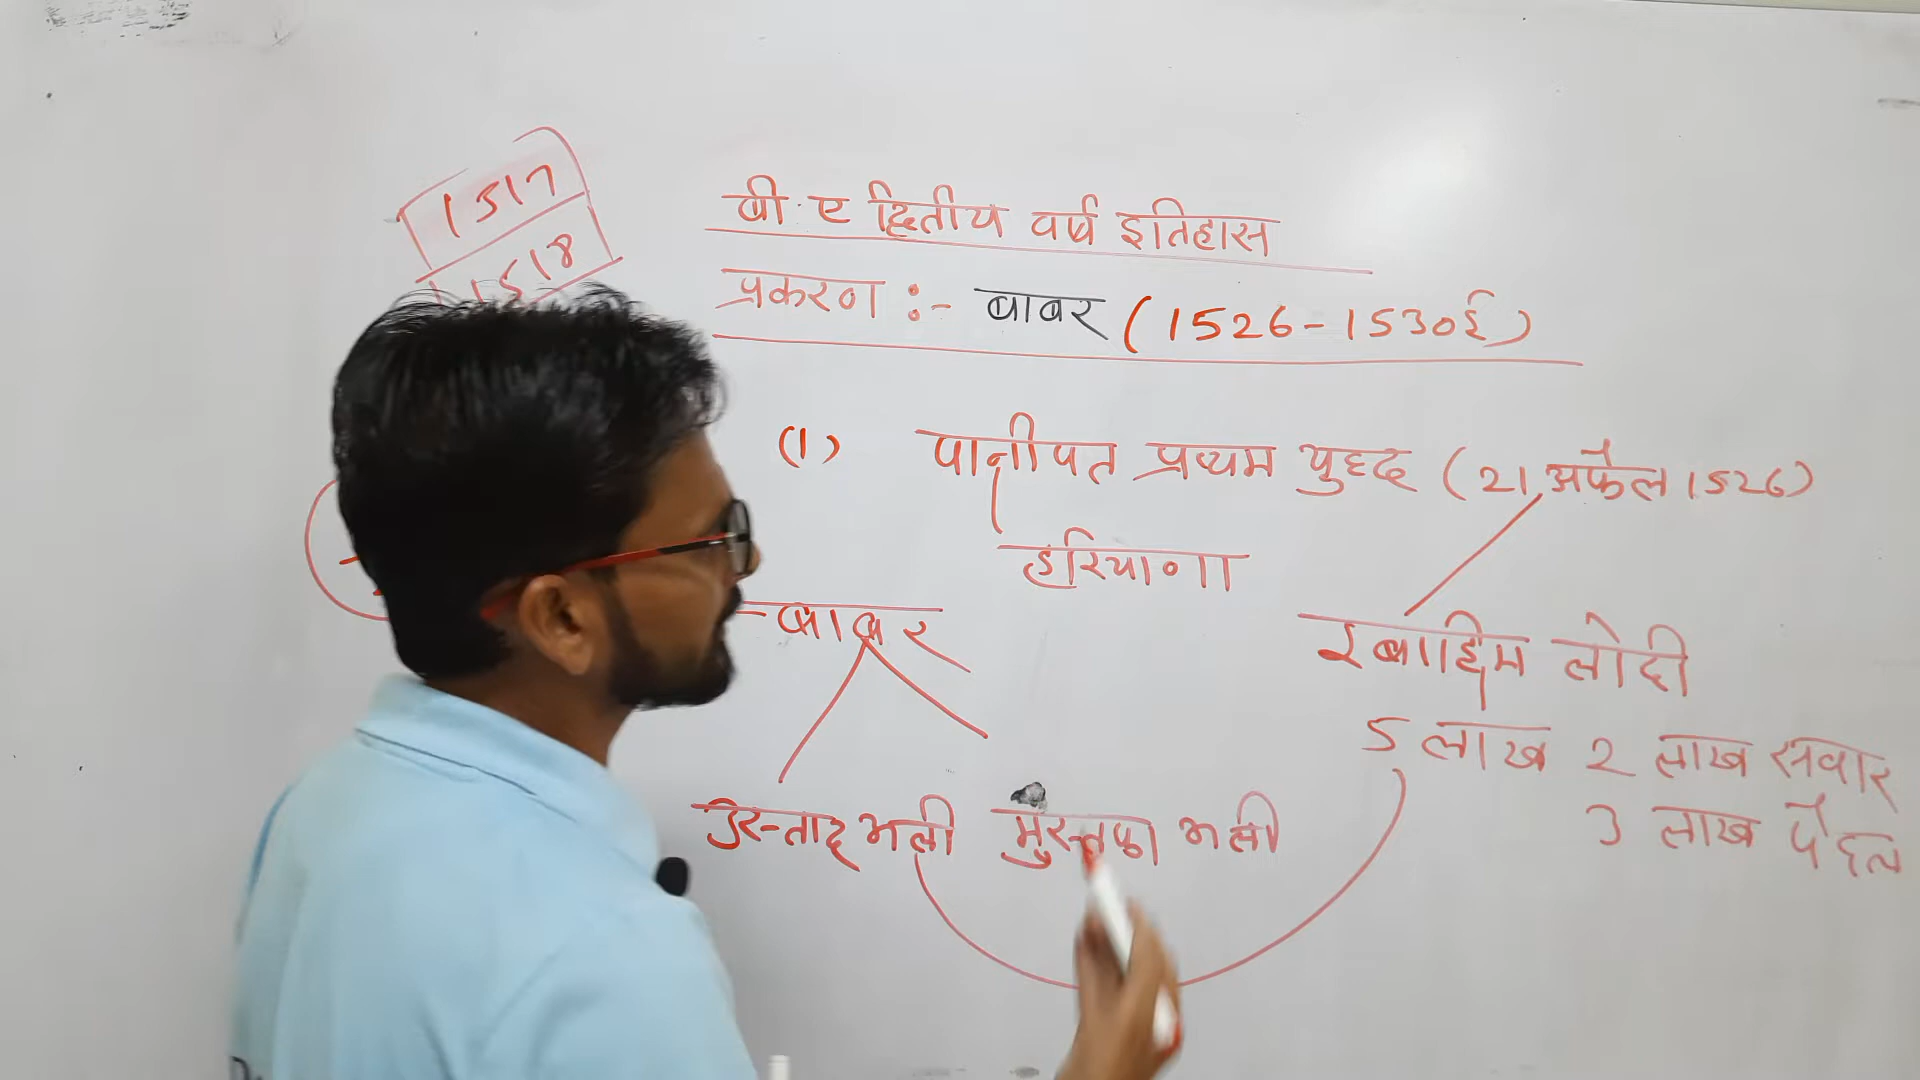 1517
1518
बी ए द्वितीय वर्ष इतिहास
प्रकरण :- बाबर (1526-1530ई)
(1) पानीपत प्रथम युद्ध (21 अप्रैल 1526)
हरियाणा
बाबर
इब्राहिम लोदी
5 लाख 2 लाख सवार
3 लाख पैदल
उस्ताद अली मुस्तफा अली